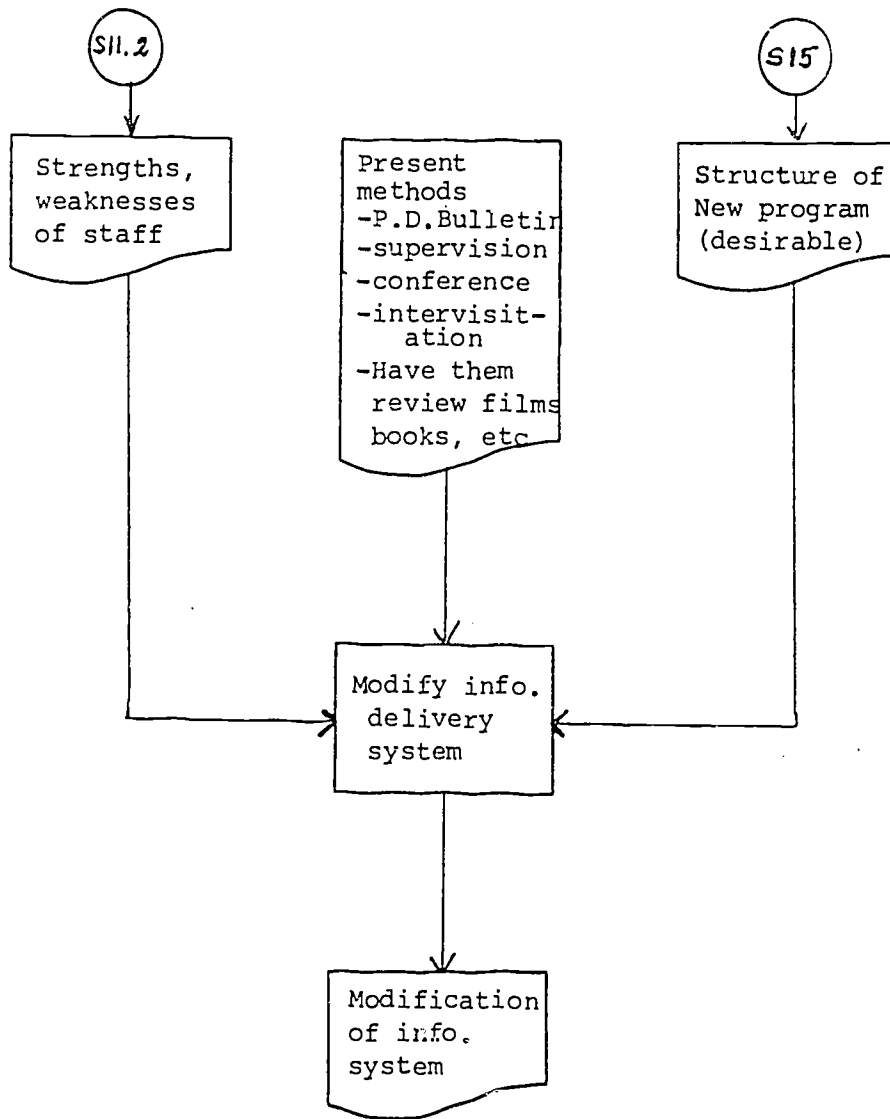 S11.2
S15
Strengths,
weaknesses
of staff
Present
methods
-P.D.Bulletin
-supervision
-conference
-intervisit-
ation
-Have them
review films
books, etc
Structure of
New program
(desirable)
Modify info.
delivery
system
Modification
of info.
system